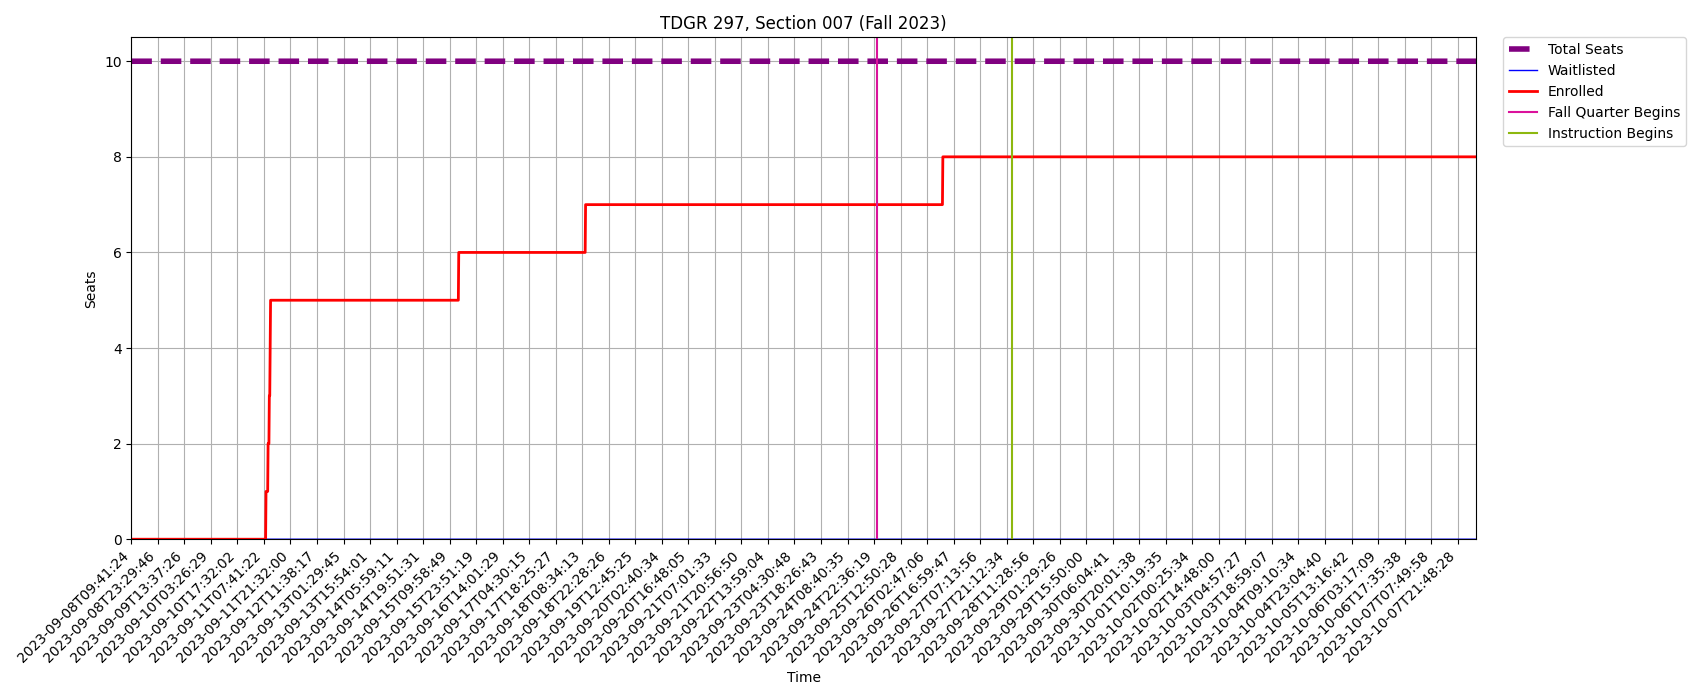 TDGR 297, Section 007 (Fall 2023)
Total Seats
Waitlisted
Enrolled
Fall Quarter Begins
Instruction Begins
Seats
10
8
6
4
2
0
2023-09-08T09:41:24
2023-09-08T23:29:46
2023-09-09T13:37:26
2023-09-10T03:26:29
2023-09-10T17:32:02
2023-09-11T07:41:22
2023-09-11T21:32:00
2023-09-12T11:38:17
2023-09-13T01:29:45
2023-09-13T15:54:01
2023-09-14T05:59:11
2023-09-14T19:51:31
2023-09-15T09:58:49
2023-09-15T23:51:19
2023-09-16T14:01:29
2023-09-17T04:30:15
2023-09-17T18:25:27
2023-09-18T08:34:13
2023-09-18T22:28:26
2023-09-19T12:45:25
2023-09-20T02:40:34
2023-09-20T16:48:05
2023-09-21T07:01:33
2023-09-21T20:56:50
2023-09-22T13:59:04
2023-09-23T04:30:48
2023-09-23T18:26:43
2023-09-24T08:40:35
2023-09-24T22:36:19
2023-09-25T12:50:28
2023-09-26T02:47:06
2023-09-26T16:59:47
2023-09-27T07:13:56
2023-09-27T21:12:34
2023-09-28T11:28:56
2023-09-29T01:29:26
2023-09-29T15:50:00
2023-09-30T06:04:41
2023-09-30T20:01:38
2023-10-01T10:19:35
2023-10-02T00:25:34
2023-10-02T14:48:00
2023-10-03T04:57:27
2023-10-03T18:59:07
2023-10-04T09:10:34
2023-10-04T23:04:40
2023-10-05T13:16:42
2023-10-06T03:17:09
2023-10-06T17:35:38
2023-10-07T07:49:58
2023-10-07T21:48:28
Time